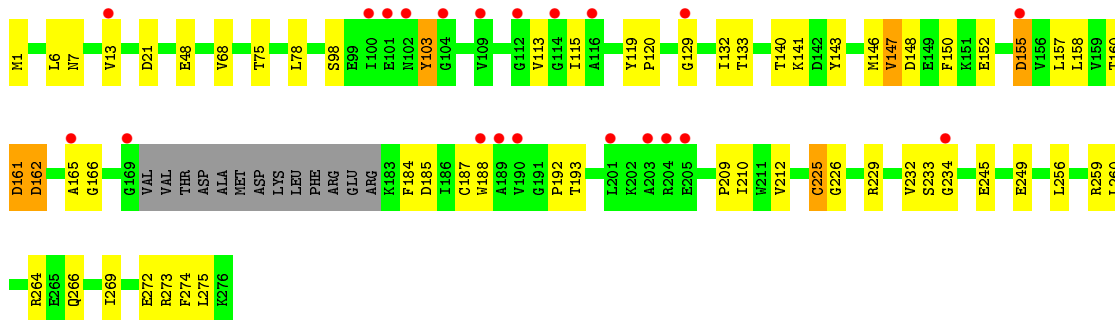 M1 L6 N7 V13 D21 E48 V68 T75 L78 S98 E99 I100 E101 N102 Y103 G104 V109 G112 V113 G114 I115 A116 Y119 P120 G129 I132 T133 T140 K141 D142 Y143 M146 V147 D148 E149 F150 K151 E152 D155 V156 L157 L158 V159 T160
D161 D162 A165 G166 G169 VAL VAL THR ASP ALA MET ASP LYS LEU PHE ARG GLU ARG K183 F184 D185 I186 C187 W188 A189 V190 G191 P192 T193 L201 K202 A203 R204 E205 P209 I210 W211 V212 C225 G226 R229 V232 S233 G234 E245 E249 L256 R259 L260
R264 E265 Q266 I269 E272 R273 F274 L275 K276